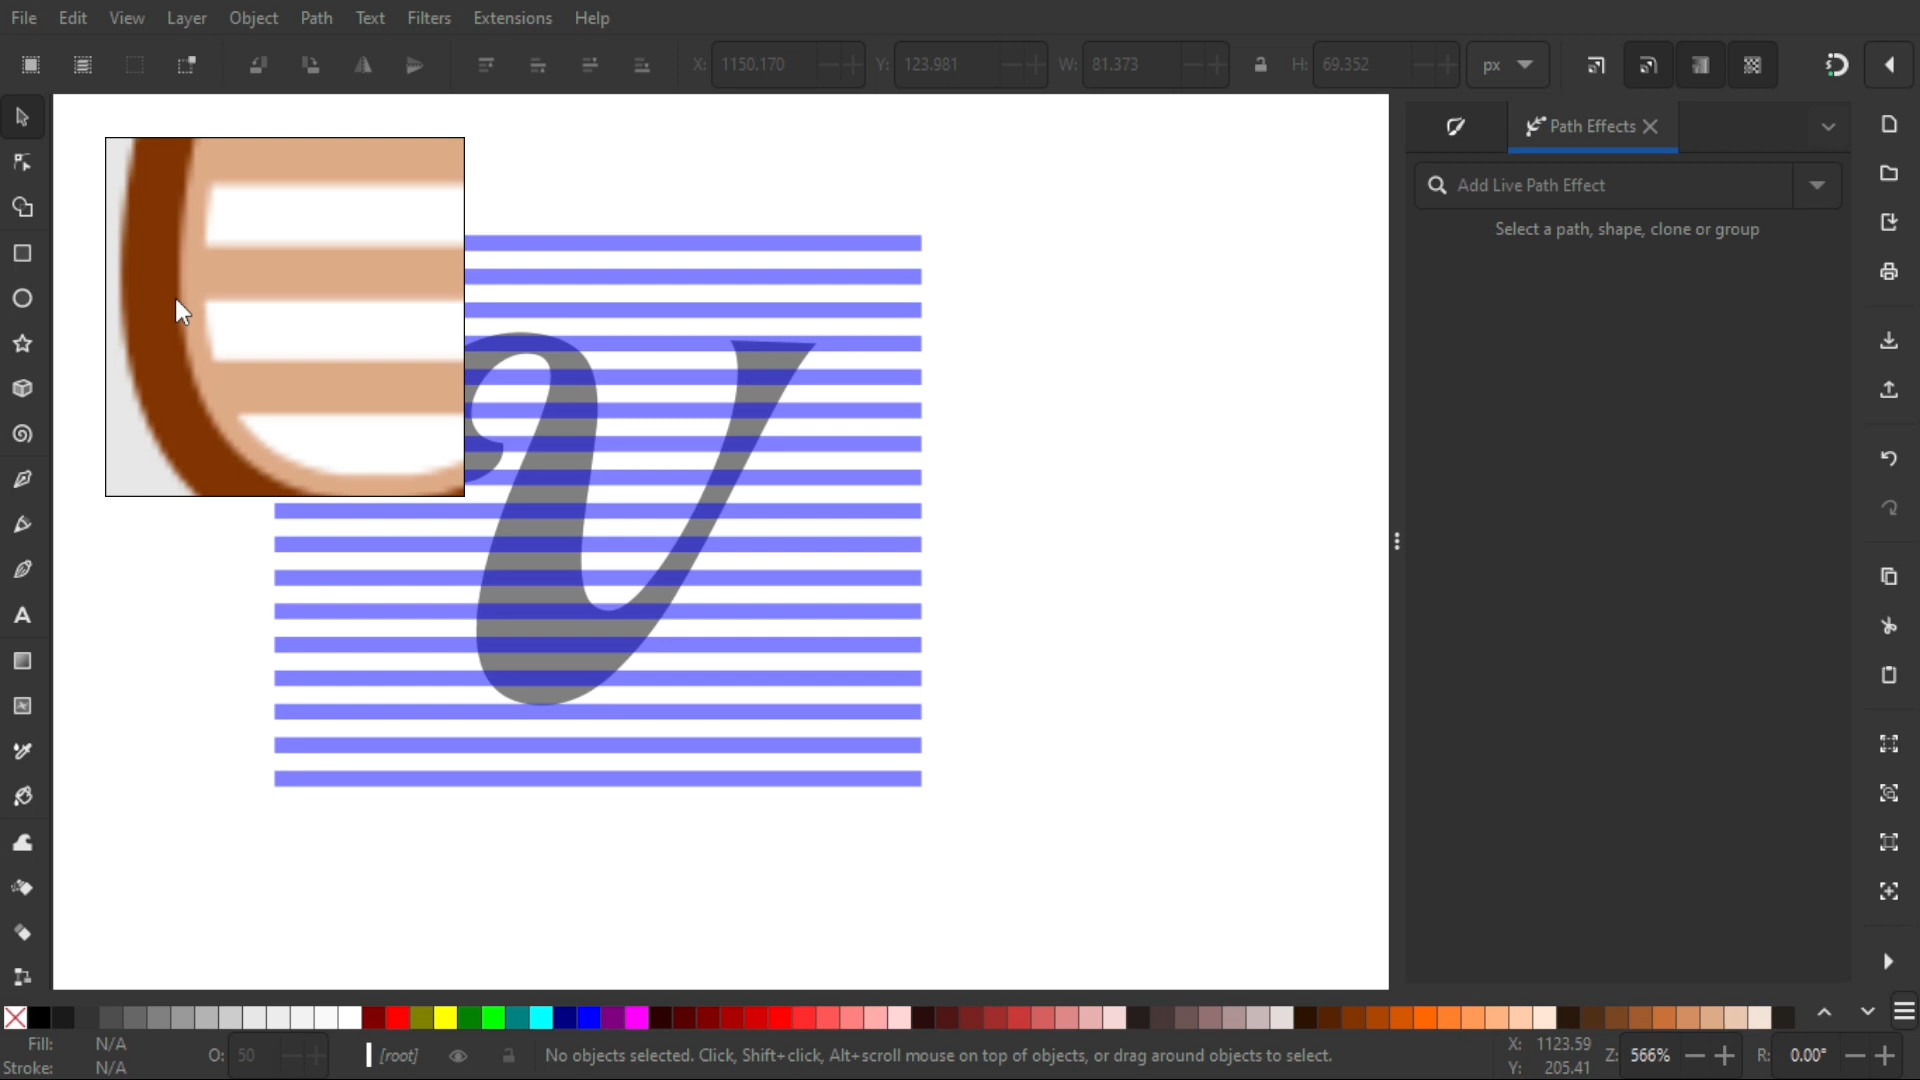 File Edit View Layer Object Path Text Filters Extensions Help
X: 1150.170 Y: 123.981 W: 81.373 H: 69.352 px
Path Effects
Add Live Path Effect
Select a path, shape, clone or group
v
Fill: N/A
Stroke: N/A
O: 50
[root]
No objects selected. Click, Shift+click, Alt+scroll mouse on top of objects, or drag around objects to select.
X: 1123.59
Y: 205.41
Z: 566%
R: 0.00°